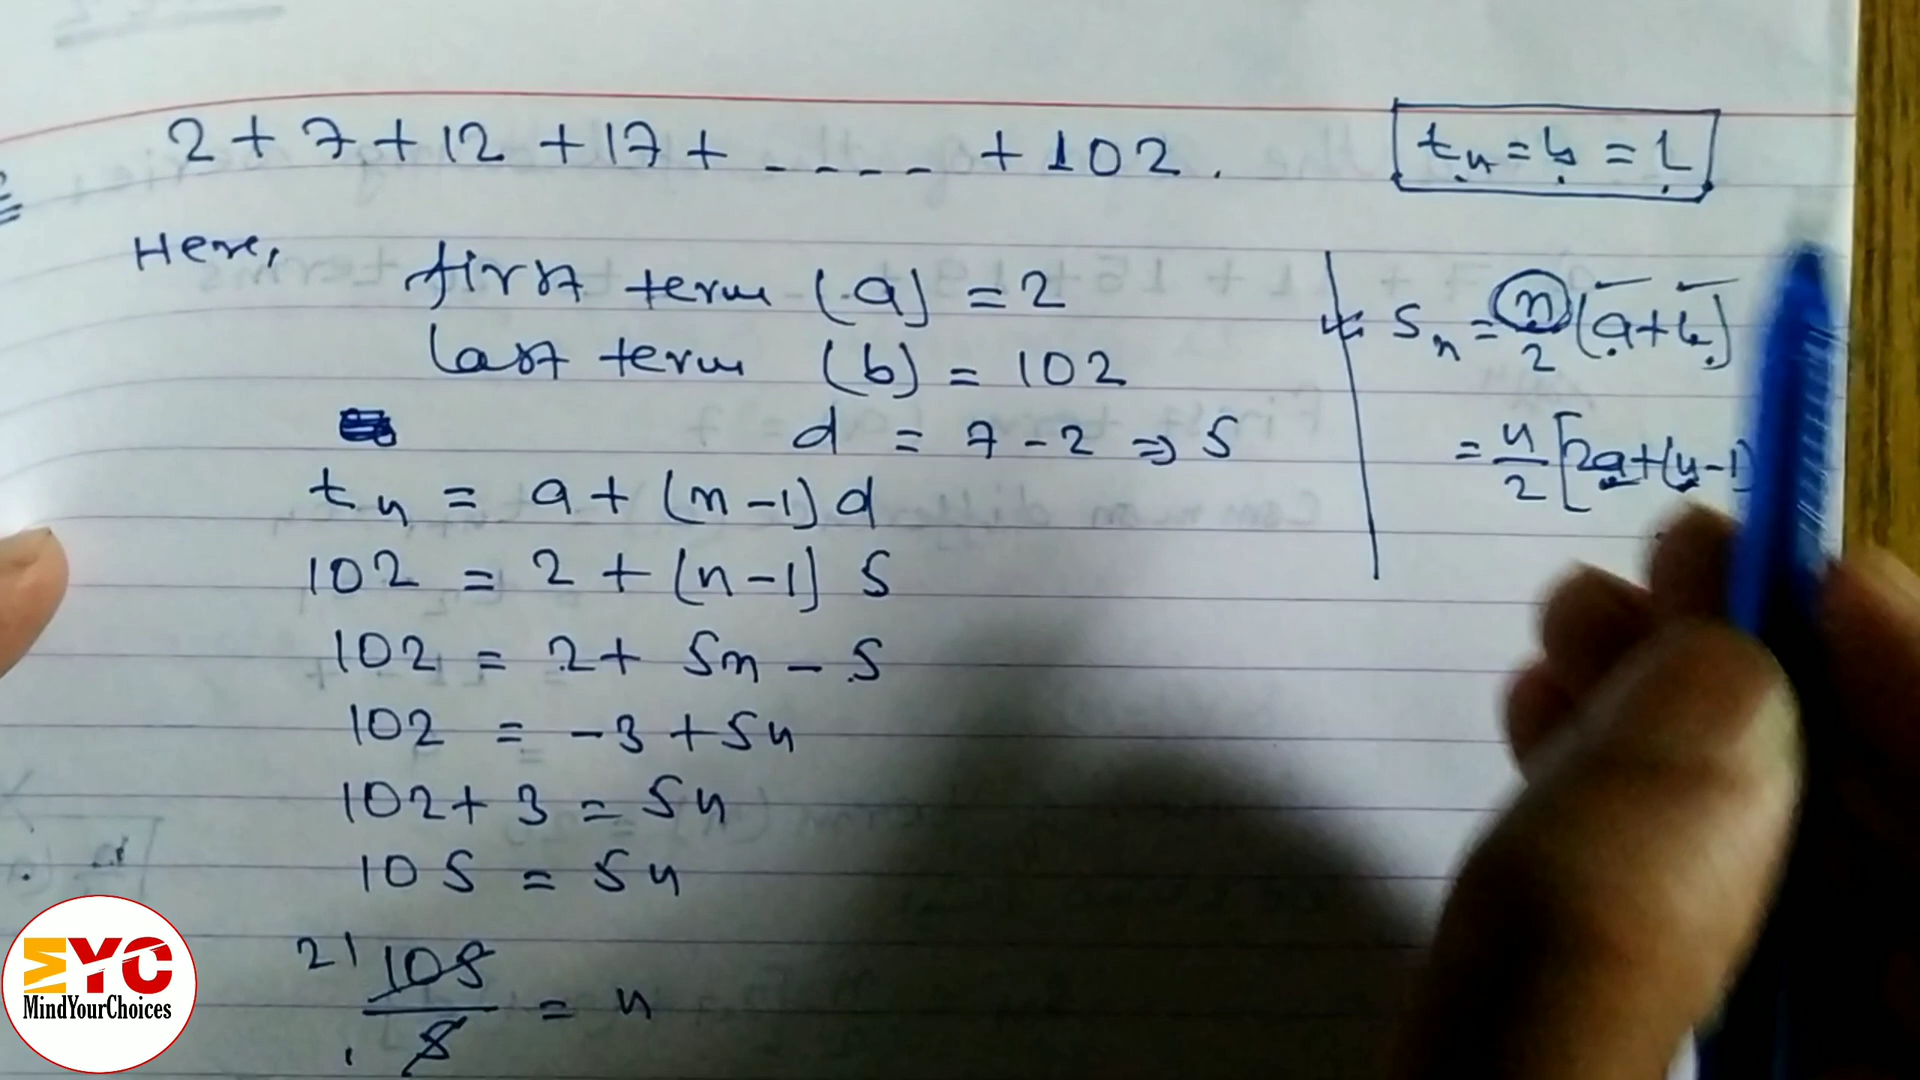 2 + 7 + 12 + 17 + ---- + 102.
tn = b = l
Here,
first term (a) = 2
last term (b) = 102
d = 7 - 2 => 5
tn = a + (n-1) d
102 = 2 + (n-1) 5
102 = 2 + 5n - 5
102 = -3 + 5n
102 + 3 = 5n
105 = 5n
21 105/5 = n
1
Sn = n/2 (a+b)
= n/2 [2a+(n-1)
MYC
MindYourChoices